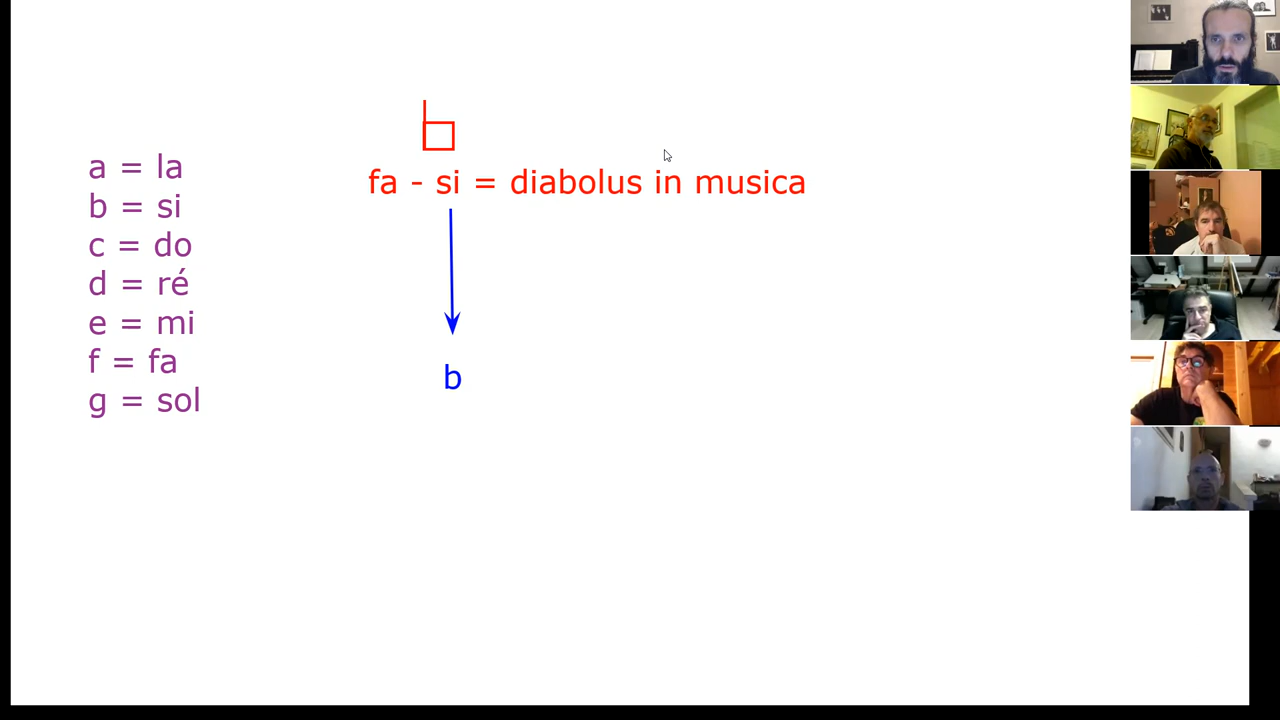 a = la
b = si
c = do
d = ré
e = mi
f = fa
g = sol
b
fa - si = diabolus in musica
b